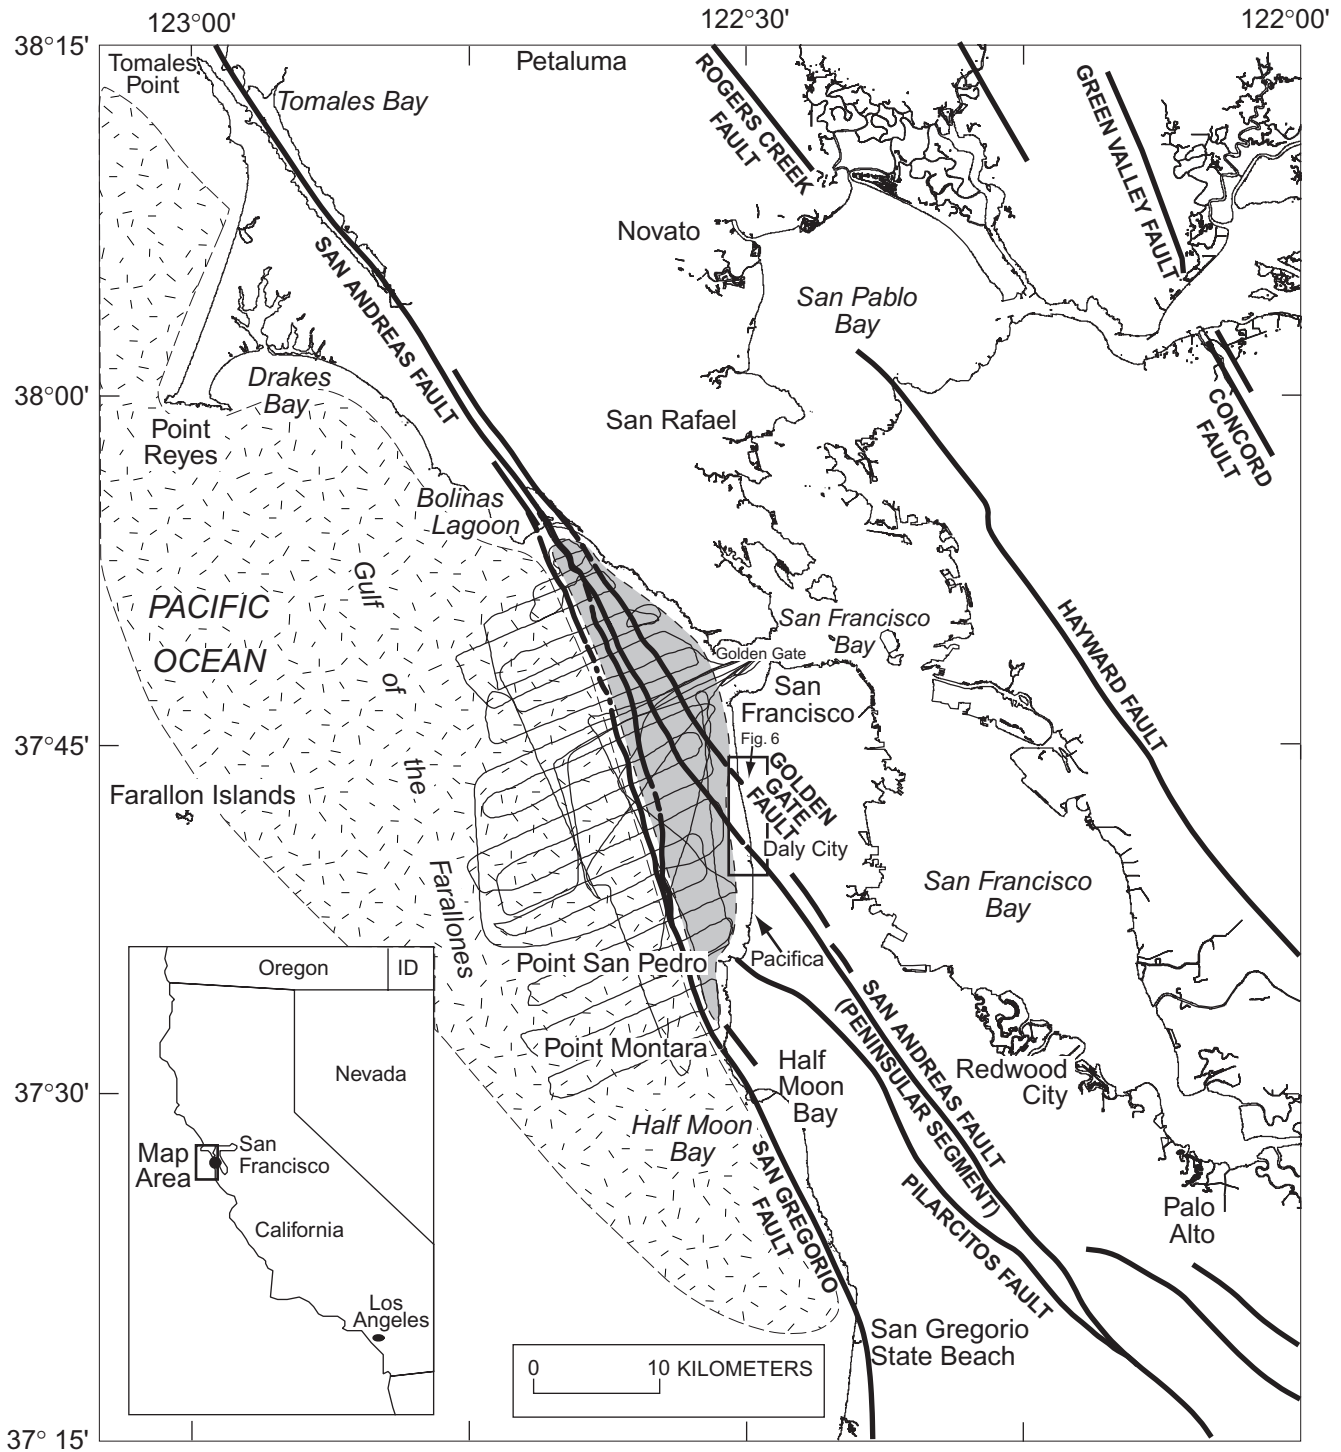 123°00'
122°30'
122°00'
38°15'
Tomales
Point
Tomales Bay
Petaluma
ROGERS CREEK
FAULT
GREEN VALLEY FAULT
Novato
San Pablo
Bay
SAN ANDREAS FAULT
38°00'
Drakes
Bay
Point
Reyes
San Rafael
CONCORD
FAULT
Bolinas
Lagoon
PACIFIC
OCEAN
Gulf
of
the
Farallones
San Francisco
Bay
Golden Gate
HAYWARD FAULT
San
Francisco
37°45'
Fig. 6
GOLDEN
GATE
FAULT
Farallon Islands
Daly City
San Francisco
Bay
Pacifica
Point San Pedro
SAN ANDREAS FAULT
(PENINSULAR SEGMENT)
Point Montara
Half
Moon
Bay
Redwood
City
37°30'
Half Moon
Bay
SAN GREGORIO
FAULT
PILARCITOS FAULT
Palo
Alto
San Gregorio
State Beach
Oregon
ID
Nevada
Map
Area
San
Francisco
California
Los
Angeles
0
10 KILOMETERS
37° 15'